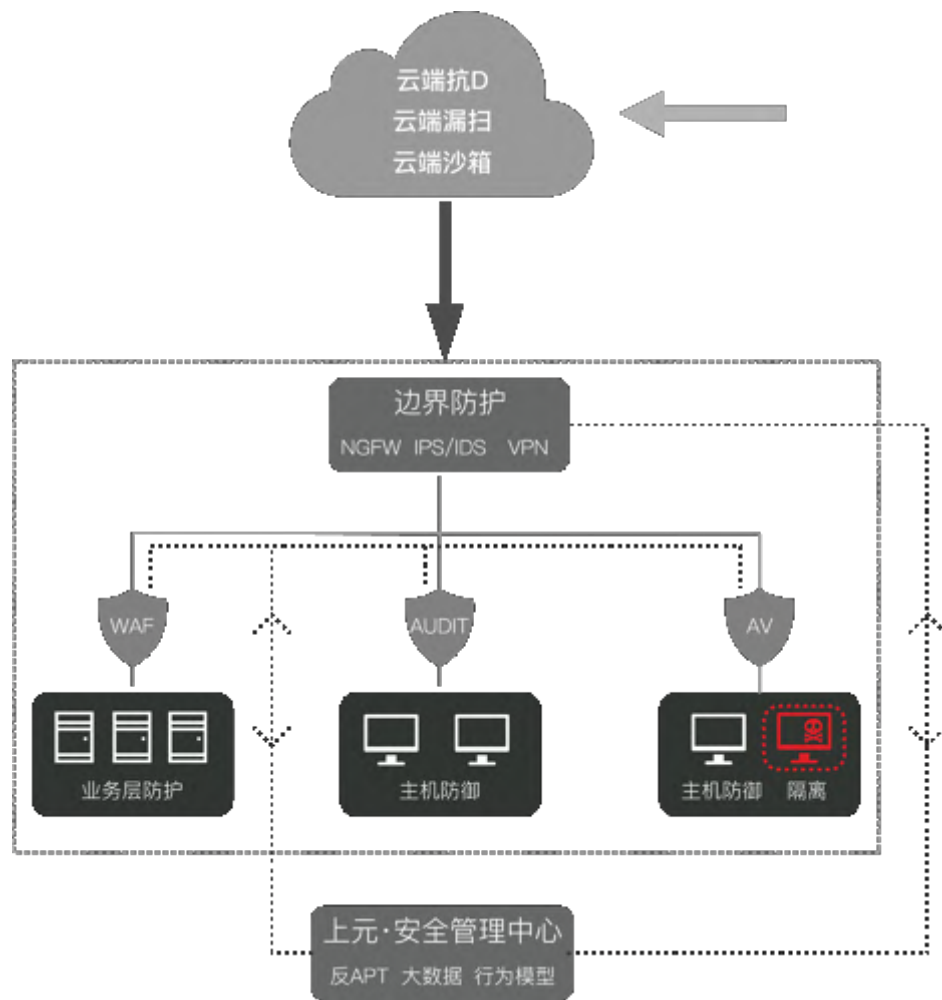 云端抗D
云端漏扫
云端沙箱
边界防护
NGFW IPS/IDS VPN
WAF
AUDIT
AV
业务层防护
主机防御
主机防御 隔离
上元·安全管理中心
反APT 大数据 行为模型